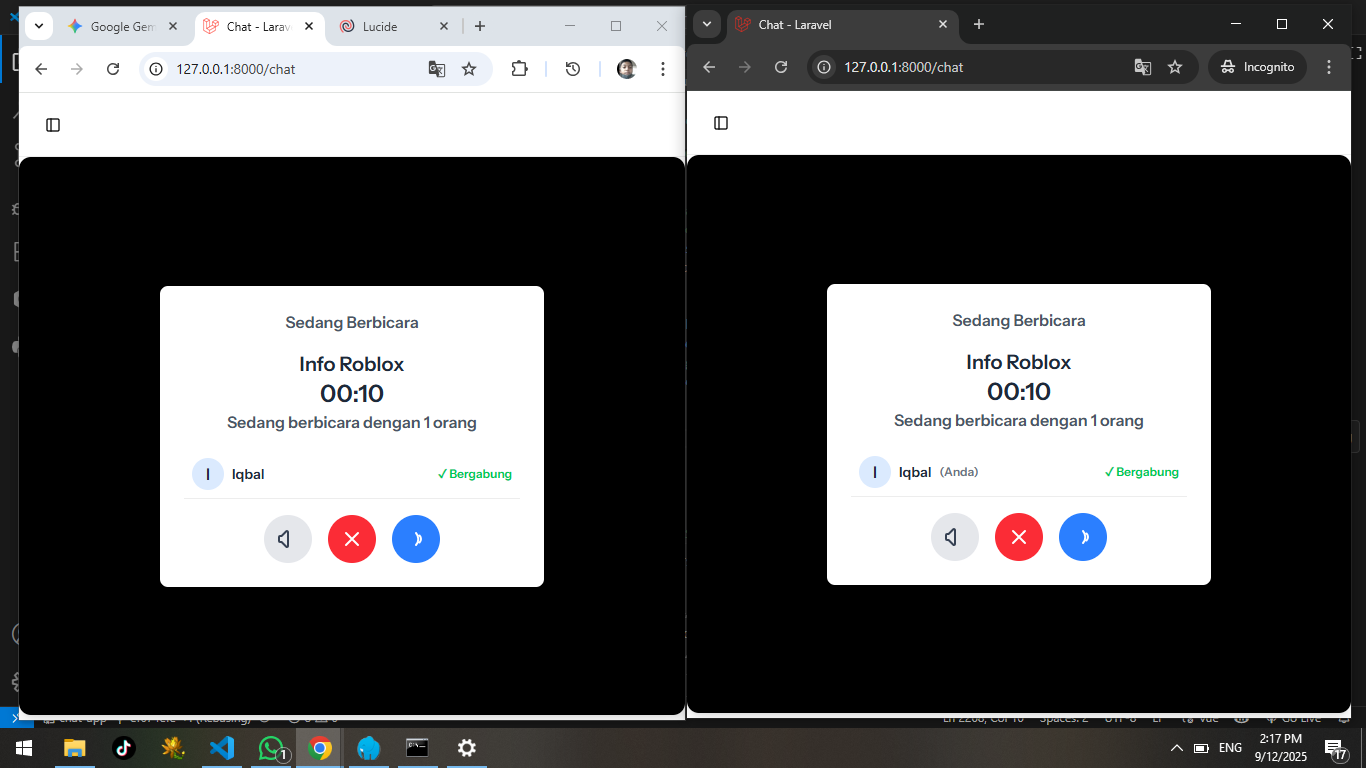 Google Gem
Chat - Larav
Lucide
127.0.0.1:8000/chat
Sedang Berbicara
Info Roblox
00:10
Sedang berbicara dengan 1 orang
I
Iqbal
✓ Bergabung
Chat - Laravel
127.0.0.1:8000/chat
Incognito
Sedang Berbicara
Info Roblox
00:10
Sedang berbicara dengan 1 orang
I
Iqbal (Anda)
✓ Bergabung
1
ENG
2:17 PM
9/12/2025
17